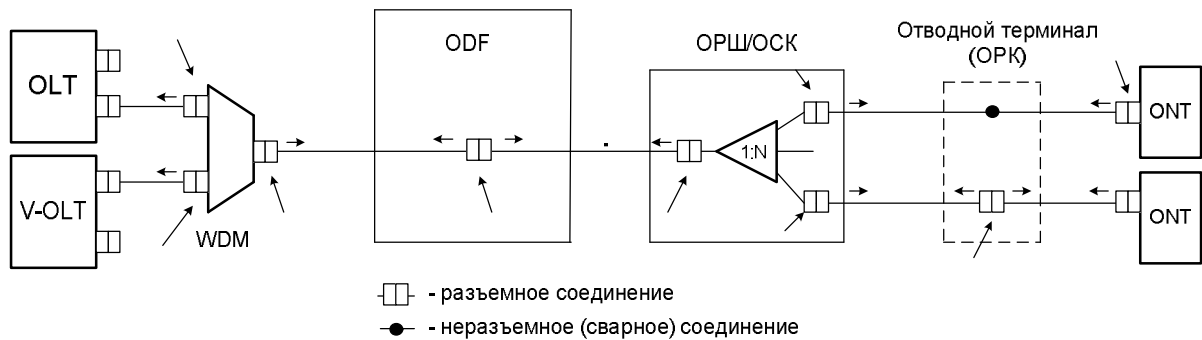 OLT
V-OLT
WDM
ODF
ОРШ/ОСК
1:N
Отводной терминал
(ОРК)
ONT
ONT
- разъемное соединение
- неразъемное (сварное) соединение